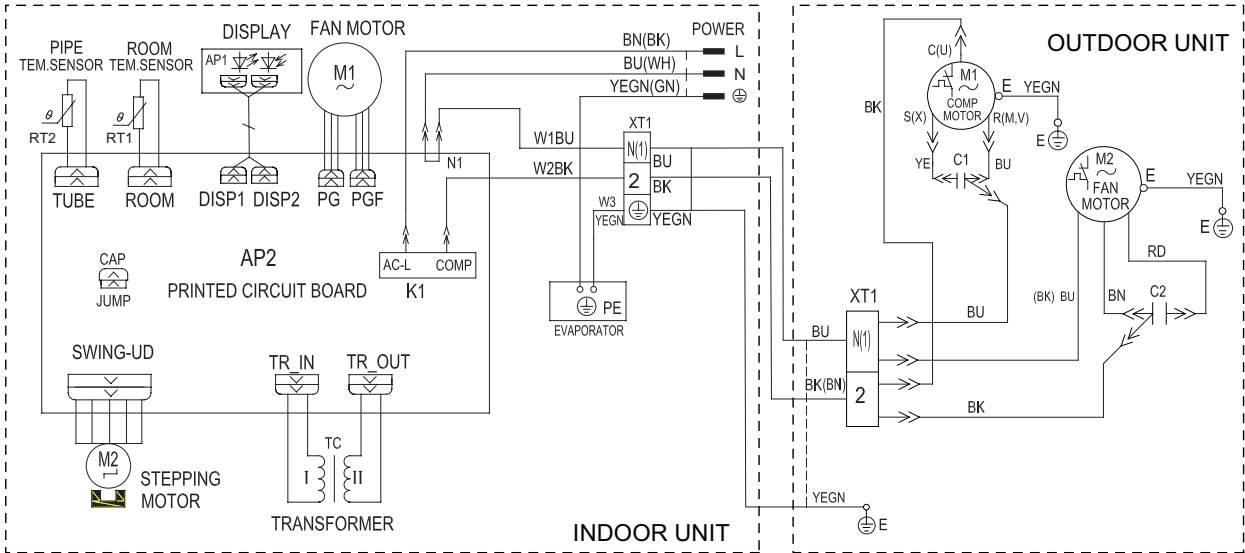 PIPE
TEM.SENSOR
ROOM
TEM.SENSOR
DISPLAY
AP1
FAN MOTOR
M1
POWER
BN(BK)
L
BU(WH)
N
YEGN(GN)
θ
RT2
θ
RT1
TUBE
ROOM
DISP1
DISP2
PG
PGF
N1
W1BU
W2BK
XT1
N(1)
BU
2
BK
W3
YEGN
YEGN
CAP
JUMP
AP2
PRINTED CIRCUIT BOARD
AC-L
COMP
K1
PE
EVAPORATOR
SWING-UD
TR_IN
TR_OUT
M2
STEPPING
MOTOR
TC
I
II
TRANSFORMER
INDOOR UNIT
OUTDOOR UNIT
C(U)
M1
COMP
MOTOR
E
YEGN
E
BK
S(X)
R(M,V)
YE
C1
BU
M2
FAN
MOTOR
E
YEGN
E
RD
(BK) BU
BN
C2
XT1
BU
N(1)
BU
BK(BN)
2
BK
YEGN
E